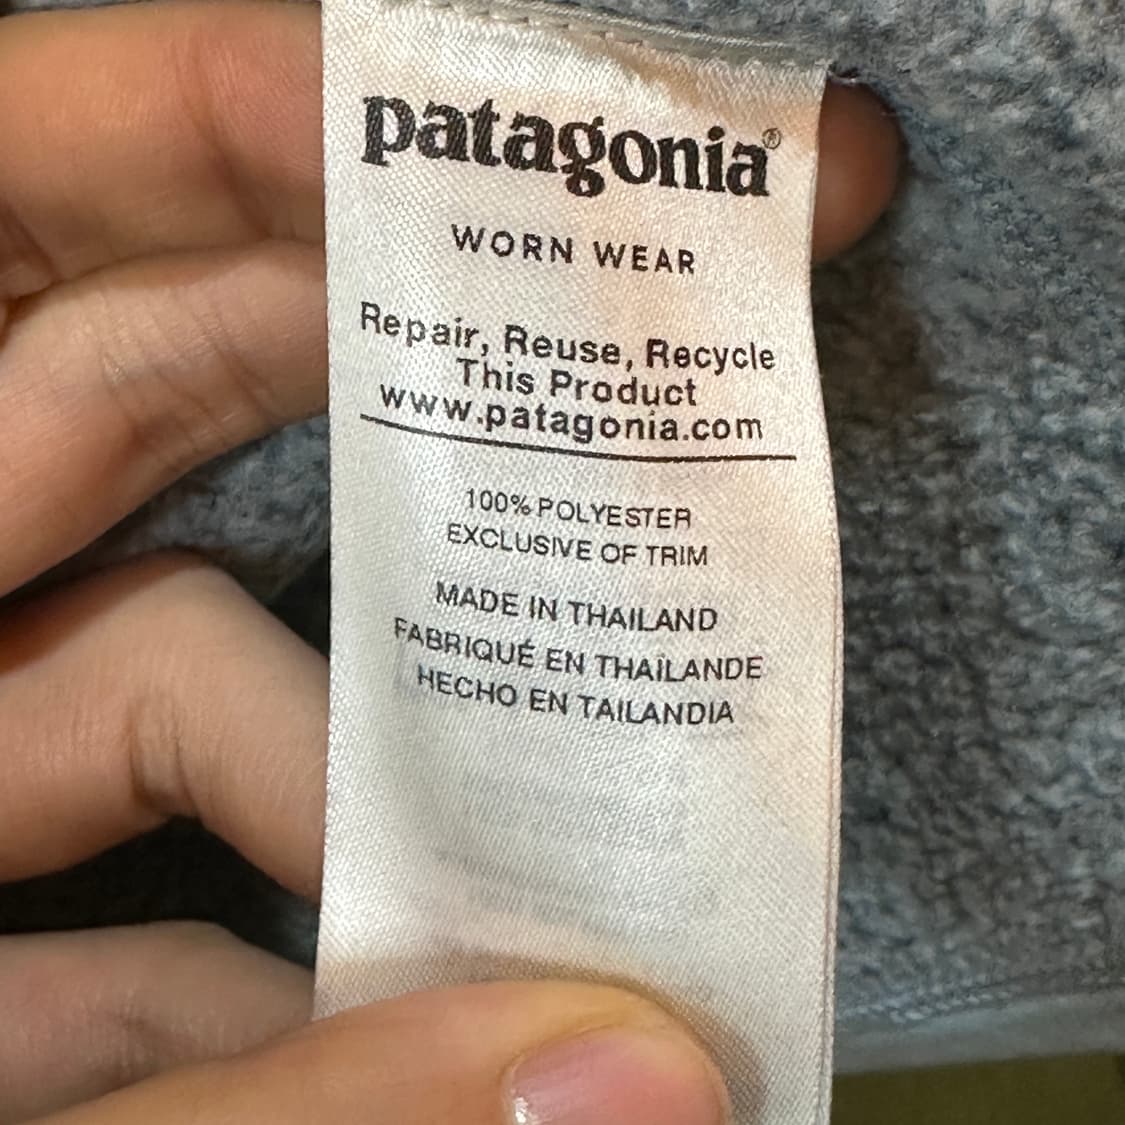 patagonia®
WORN WEAR
Repair, Reuse, Recycle
This Product
www.patagonia.com
100% POLYESTER
EXCLUSIVE OF TRIM
MADE IN THAILAND
FABRIQUÉ EN THAÏLANDE
HECHO EN TAILANDIA